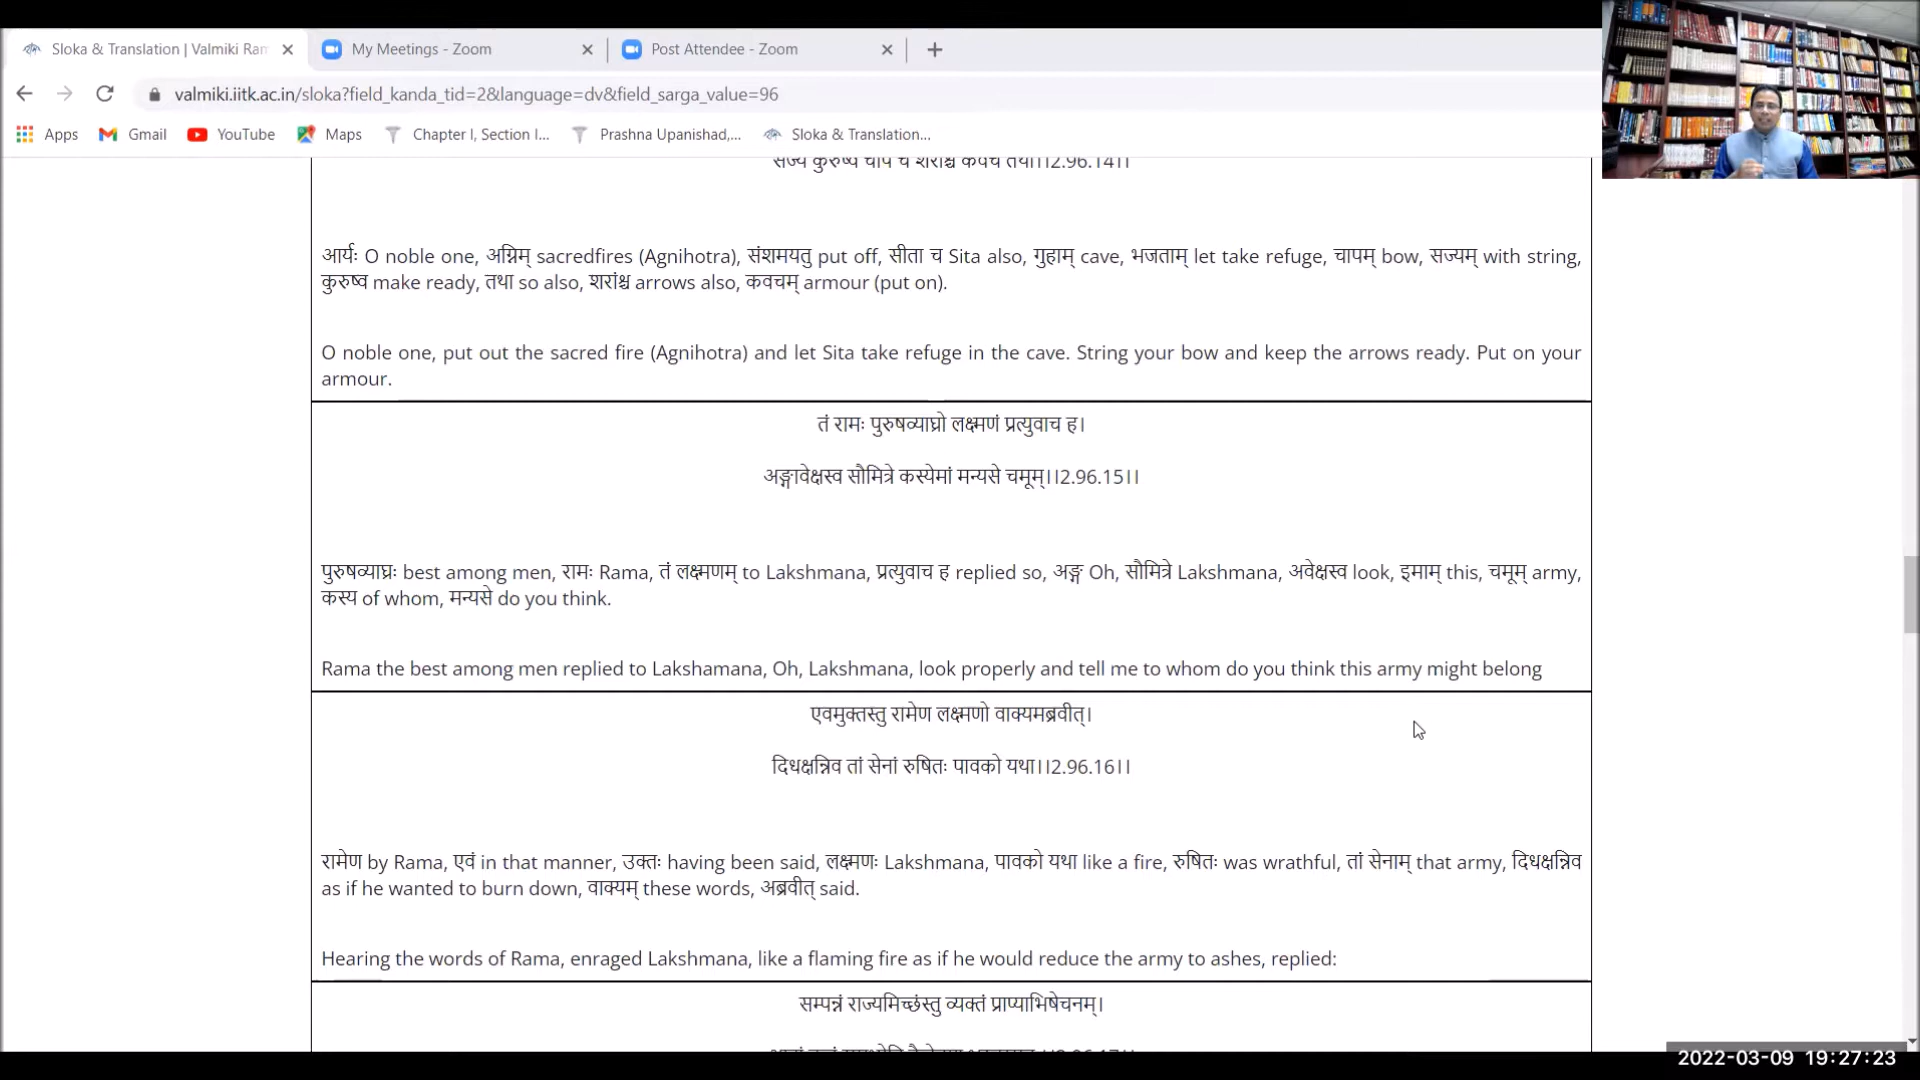 Sloka & Translation | Valmiki Ram
My Meetings - Zoom
Post Attendee - Zoom
valmiki.iitk.ac.in/sloka?field_kanda_tid=2&language=dv&field_sarga_value=96
Apps
Gmail
YouTube
Maps
Chapter I, Section I...
Prashna Upanishad,...
Sloka & Translation...
सज्यं कुरुष्व चापं च शरांश्च कवचं तथा।।2.96.14।।
आर्यः O noble one, अग्निम् sacredfires (Agnihotra), संशमयतु put off, सीता च Sita also, गुहाम् cave, भजताम् let take refuge, चापम् bow, सज्यम् with string,
कुरुष्व make ready, तथा so also, शरांश्च arrows also, कवचम् armour (put on).
O noble one, put out the sacred fire (Agnihotra) and let Sita take refuge in the cave. String your bow and keep the arrows ready. Put on your
armour.
तं रामः पुरुषव्याघ्रो लक्ष्मणं प्रत्युवाच ह।
अङ्गावेक्षस्व सौमित्रे कस्येमां मन्यसे चमूम्।।2.96.15।।
पुरुषव्याघ्रः best among men, रामः Rama, तं लक्ष्मणम् to Lakshmana, प्रत्युवाच ह replied so, अङ्ग Oh, सौमित्रे Lakshmana, अवेक्षस्व look, इमाम् this, चमूम् army,
कस्य of whom, मन्यसे do you think.
Rama the best among men replied to Lakshamana, Oh, Lakshmana, look properly and tell me to whom do you think this army might belong
एवमुक्तस्तु रामेण लक्ष्मणो वाक्यमब्रवीत्।
दिधक्षन्निव तां सेनां रुषितः पावको यथा।।2.96.16।।
रामेण by Rama, एवं in that manner, उक्तः having been said, लक्ष्मणः Lakshmana, पावको यथा like a fire, रुषितः was wrathful, तां सेनाम् that army, दिधक्षन्निव
as if he wanted to burn down, वाक्यम् these words, अब्रवीत् said.
Hearing the words of Rama, enraged Lakshmana, like a flaming fire as if he would reduce the army to ashes, replied:
सम्पन्नं राज्यमिच्छंस्तु व्यक्तं प्राप्याभिषेचनम्।
2022-03-09 19:27:23